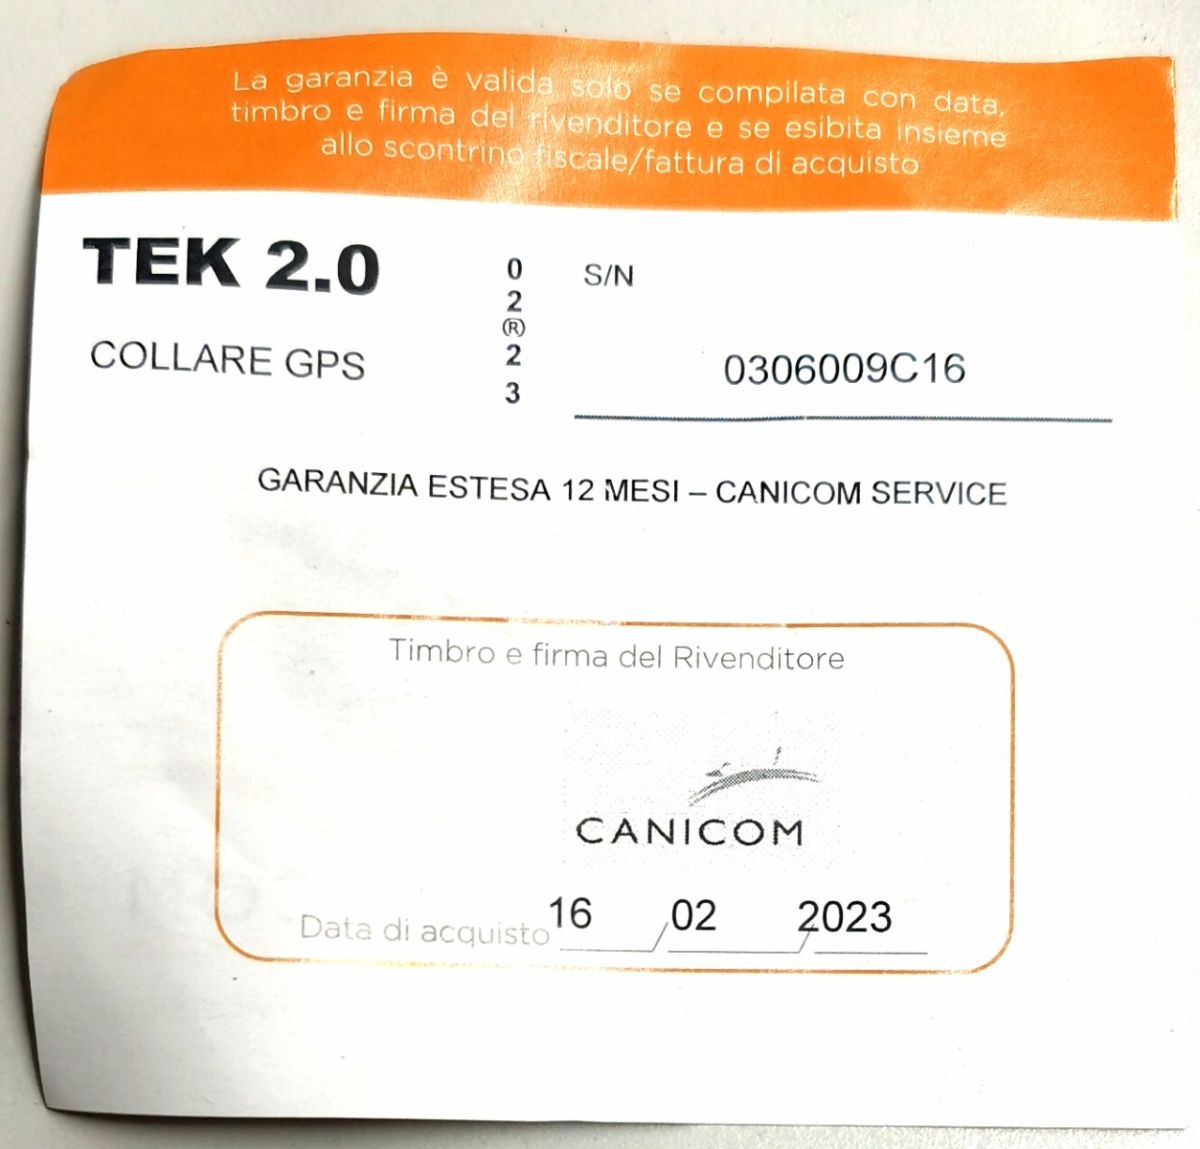 La garanzia è valida solo se compilata con data,
timbro e firma del rivenditore e se esibita insieme
allo scontrino fiscale/fattura di acquisto
TEK 2.0
COLLARE GPS
0
2
®
2
3
S/N
0306009C16
GARANZIA ESTESA 12 MESI – CANICOM SERVICE
Timbro e firma del Rivenditore
CANICOM
Data di acquisto 16 / 02 / 2023